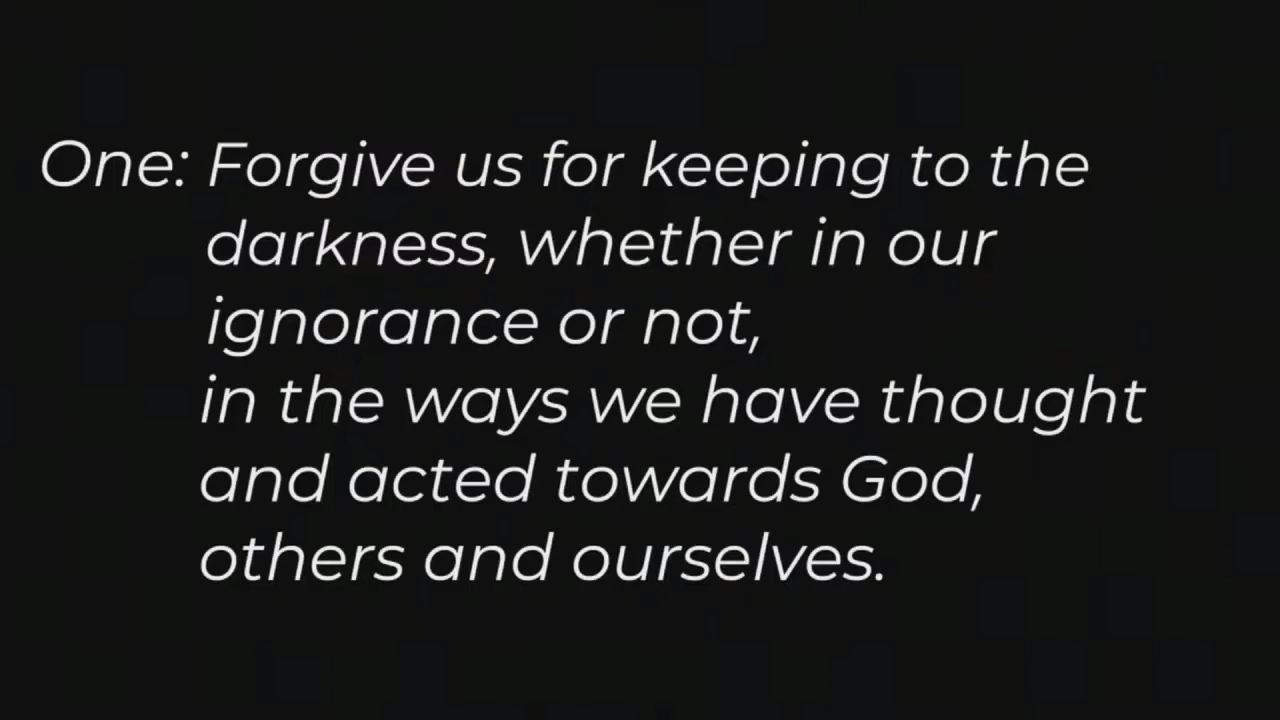 One: Forgive us for keeping to the
darkness, whether in our
ignorance or not,
in the ways we have thought
and acted towards God,
others and ourselves.